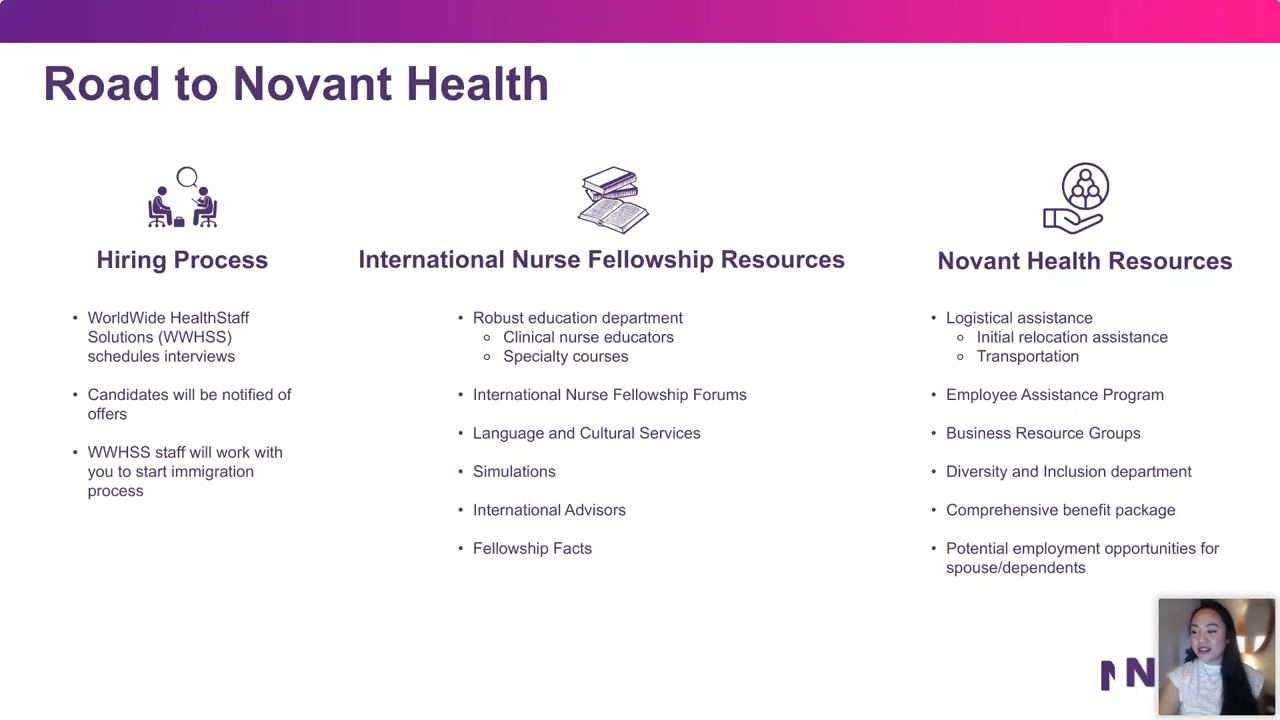 Road to Novant Health
Hiring Process
• WorldWide HealthStaff
Solutions (WWHSS)
schedules interviews
• Candidates will be notified of
offers
• WWHSS staff will work with
you to start immigration
process
International Nurse Fellowship Resources
• Robust education department
○ Clinical nurse educators
○ Specialty courses
• International Nurse Fellowship Forums
• Language and Cultural Services
• Simulations
• International Advisors
• Fellowship Facts
Novant Health Resources
• Logistical assistance
○ Initial relocation assistance
○ Transportation
• Employee Assistance Program
• Business Resource Groups
• Diversity and Inclusion department
• Comprehensive benefit package
• Potential employment opportunities for
spouse/dependents